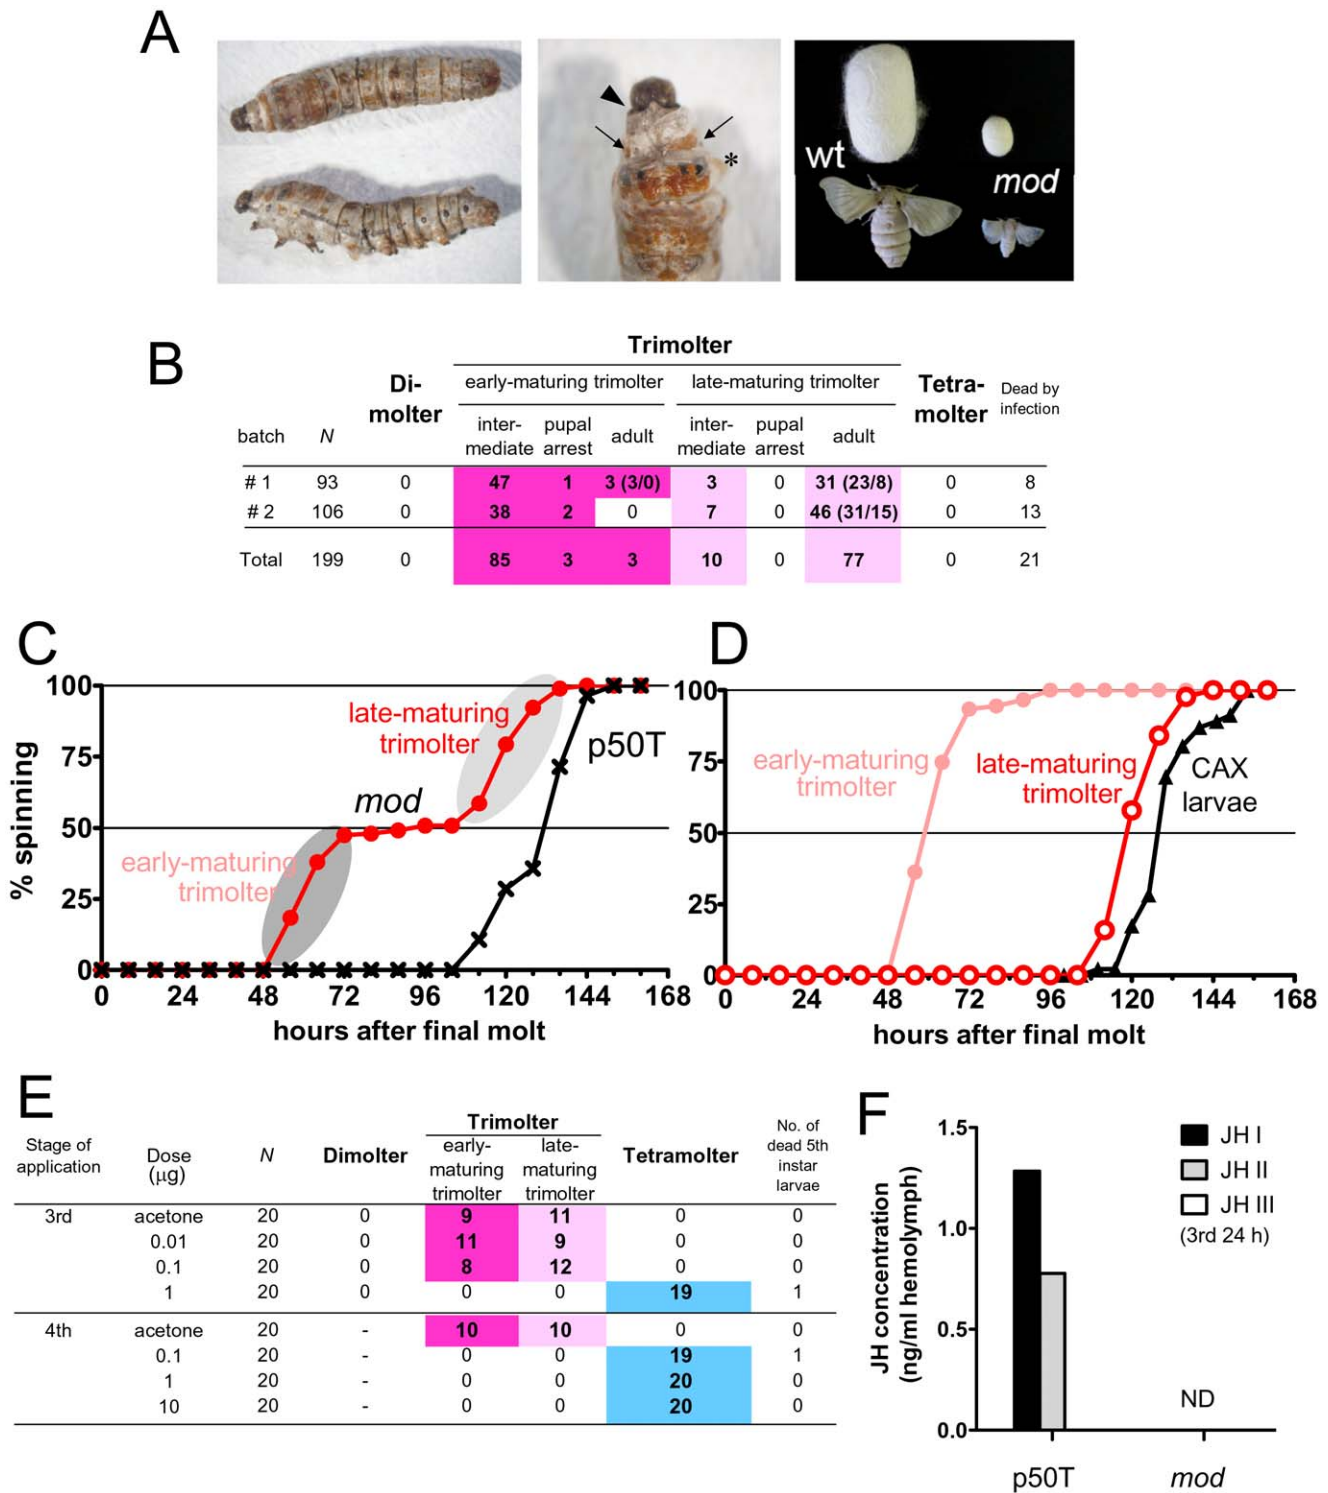 A
*
wt
mod
B
Trimolter
Di-
molter
early-maturing trimolter
late-maturing trimolter
Tetra-
molter
Dead by
infection
batch N inter-
mediate pupal
arrest adult inter-
mediate pupal
arrest adult
# 1 93 0 47 1 3 (3/0) 3 0 31 (23/8) 0 8
# 2 106 0 38 2 0 7 0 46 (31/15) 0 13
Total 199 0 85 3 3 10 0 77 0 21
C
% spinning
100
75
50
25
0
late-maturing
trimolter
p50T
mod
early-maturing
trimolter
0 24 48 72 96 120 144 168
hours after final molt
D
100
75
50
25
0
early-maturing
trimolter
late-maturing
trimolter
CAX
larvae
0 24 48 72 96 120 144 168
hours after final molt
E
Trimolter
Stage of
application
Dose
(µg)
N
Dimolter
early-
maturing
trimolter
late-
maturing
trimolter
Tetramolter
No. of
dead 5th
instar
larvae
3rd acetone 20 0 9 11 0 0
0.01 20 0 11 9 0 0
0.1 20 0 8 12 0 0
1 20 0 0 0 19 1
4th acetone 20 - 10 10 0 0
0.1 20 - 0 0 19 1
1 20 - 0 0 20 0
10 20 - 0 0 20 0
F
JH concentration
(ng/ml hemolymph)
1.5
1.0
0.5
0.0
JH I
JH II
JH III
(3rd 24 h)
ND
p50T mod